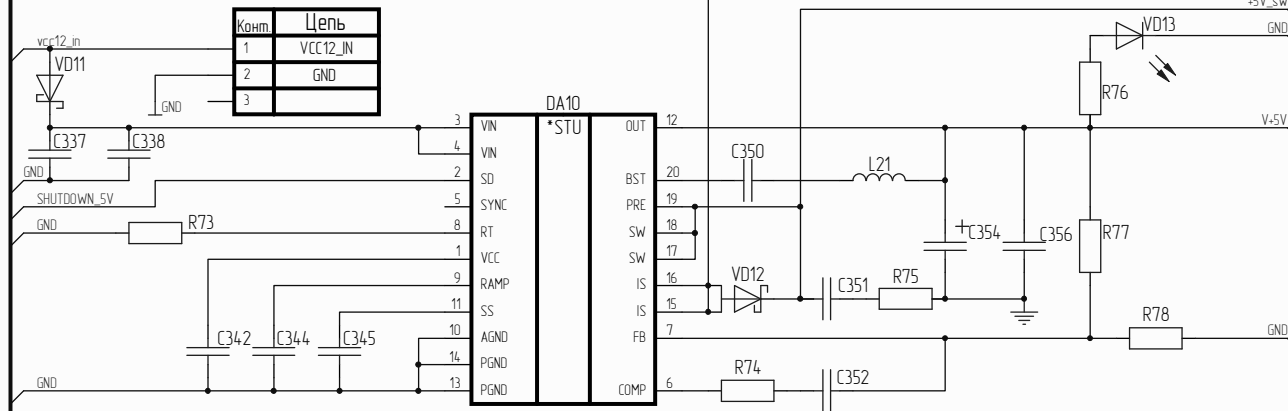 +5V_SW
Конт.
Цепь
vcc12_in
1
VCC12_IN
GND
VD13
VD11
2
GND
3
GND
R76
DA10
3
VIN
*STU
OUT
12
V+5V
C337
C338
4
VIN
C350
L21
GND
2
SD
BST
20
SHUTDOWN_5V
5
SYNC
PRE
19
GND
R73
8
RT
SW
18
+
C354
C356
R77
1
VCC
SW
17
9
RAMP
IS
16
VD12
C351
R75
11
SS
IS
15
C342
C344
C345
10
AGND
FB
7
R78
GND
14
PGND
GND
13
PGND
COMP
6
R74
C352